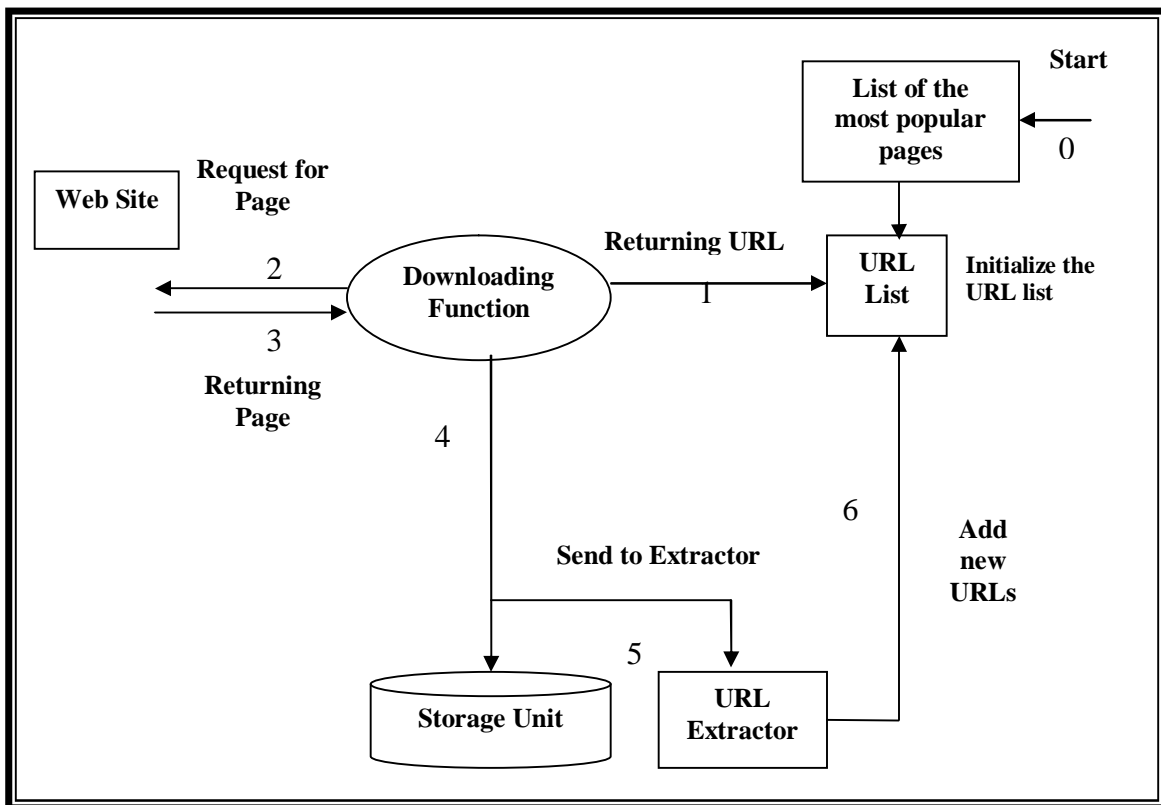 Start
List of the
most popular
pages
0
Request for
Page
Web Site
Returning URL
URL
List
Initialize the
URL list
2
Downloading
Function
1
3
Returning
Page
4
6
Add
new
URLs
Send to Extractor
5
Storage Unit
URL
Extractor